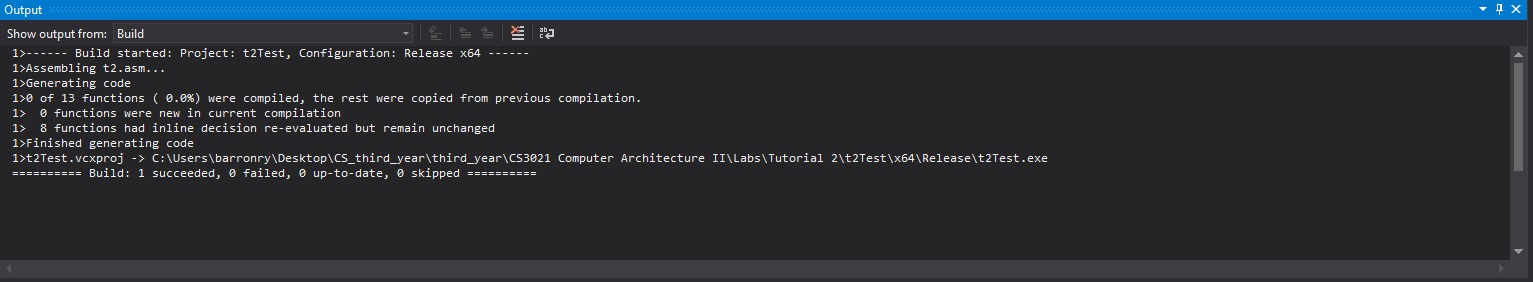 Output
Show output from: Build
1>------ Build started: Project: t2Test, Configuration: Release x64 ------
1>Assembling t2.asm...
1>Generating code
1>0 of 13 functions ( 0.0%) were compiled, the rest were copied from previous compilation.
1>  0 functions were new in current compilation
1>  8 functions had inline decision re-evaluated but remain unchanged
1>Finished generating code
1>t2Test.vcxproj -> C:\Users\barronry\Desktop\CS_third_year\third_year\CS3021 Computer Architecture II\Labs\Tutorial 2\t2Test\x64\Release\t2Test.exe
========== Build: 1 succeeded, 0 failed, 0 up-to-date, 0 skipped ==========